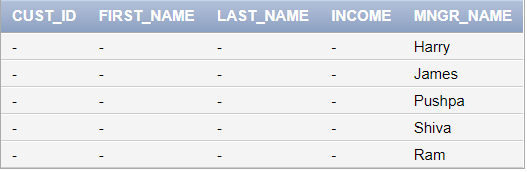 CUST_ID FIRST_NAME LAST_NAME INCOME MNGR_NAME
- - - - Harry
- - - - James
- - - - Pushpa
- - - - Shiva
- - - - Ram